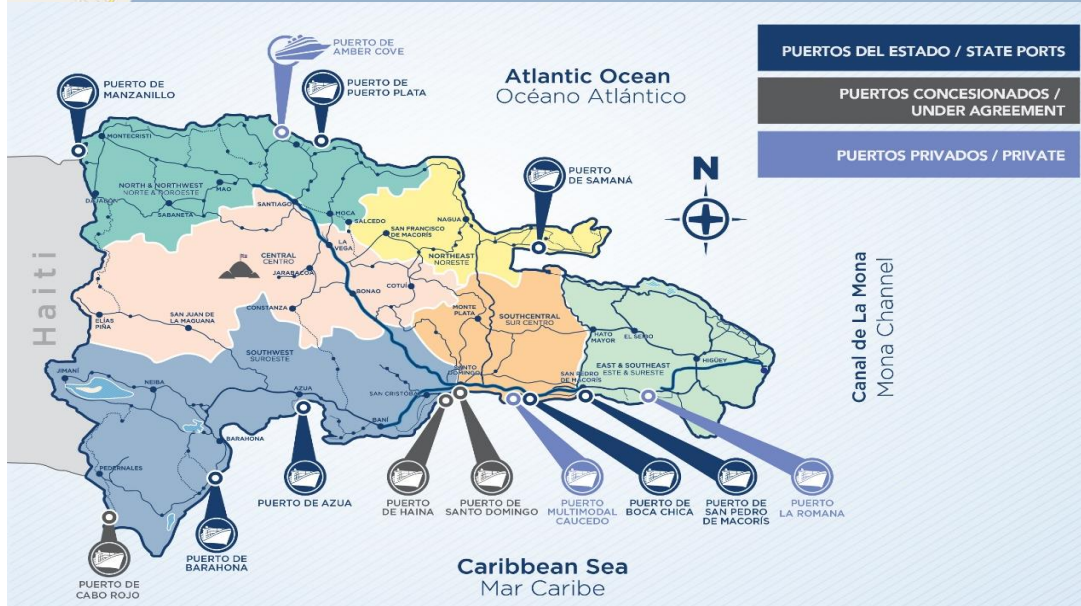 PUERTO DE
AMBER COVE
PUERTO DE
MANZANILLO
PUERTO DE
PUERTO PLATA
Atlantic Ocean
Océano Atlántico
PUERTOS DEL ESTADO / STATE PORTS
PUERTOS CONCESIONADOS /
UNDER AGREEMENT
PUERTOS PRIVADOS / PRIVATE
PUERTO
DE SAMANÁ
N
Canal de La Mona
Mona Channel
Haiti
MONTECRISTI
NORTH & NORTHWEST
NORTE & NOROESTE
MAO
SABANETA
SANTIAGO
MOCA
SALCEDO
NAGUA
SAN FRANCISCO
DE MACORÍS
NORTHEAST
NORESTE
LA
VEGA
CENTRAL
CENTRO
JARABACOA
COTUÍ
BONAO
CONSTANZA
ELÍAS
PIÑA
SAN JUAN DE
LA MAGUANA
MONTE
PLATA
SOUTHCENTRAL
SUR CENTRO
HATO
MAYOR
EL SEIBO
HIGÜEY
EAST & SOUTHEAST
ESTE & SURESTE
SOUTHWEST
SUROESTE
JIMANÍ
NEIBA
AZUA
SAN CRISTÓBAL
SANTO
DOMINGO
SAN PEDRO
DE MACORÍS
BANÍ
BARAHONA
PEDERNALES
PUERTO DE AZUA
PUERTO
DE HAINA
PUERTO DE
SANTO DOMINGO
PUERTO
MULTIMODAL
CAUCEDO
PUERTO DE
BOCA CHICA
PUERTO DE
SAN PEDRO
DE MACORÍS
PUERTO
LA ROMANA
PUERTO DE
BARAHONA
PUERTO DE
CABO ROJO
Caribbean Sea
Mar Caribe